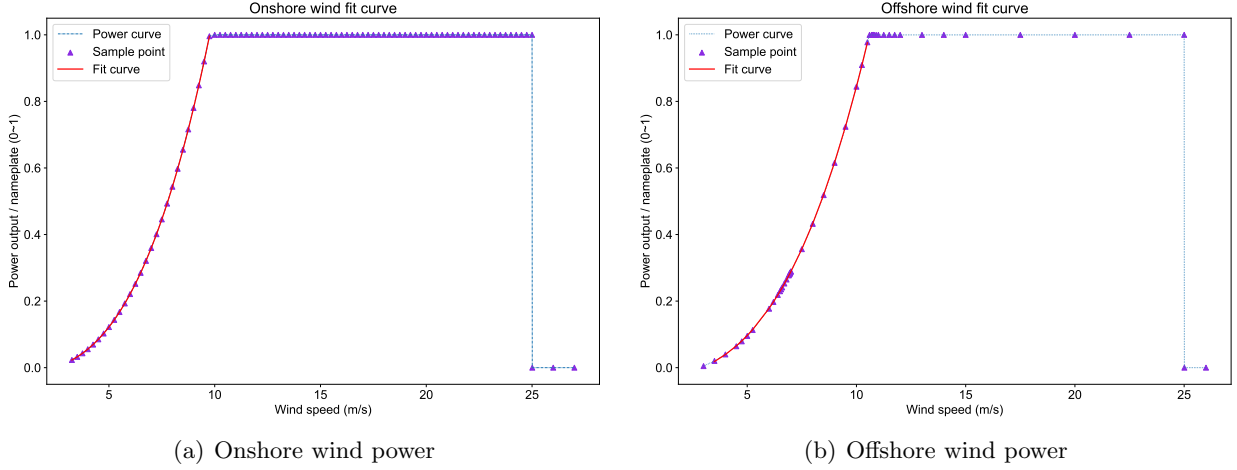 Onshore wind fit curve
Power curve
Sample point
Fit curve
Power output / nameplate (0~1)
1.0
0.8
0.6
0.4
0.2
0.0
5
10
15
20
25
Wind speed (m/s)
(a) Onshore wind power
Offshore wind fit curve
Power curve
Sample point
Fit curve
Power output / nameplate (0~1)
1.0
0.8
0.6
0.4
0.2
0.0
5
10
15
20
25
Wind speed (m/s)
(b) Offshore wind power